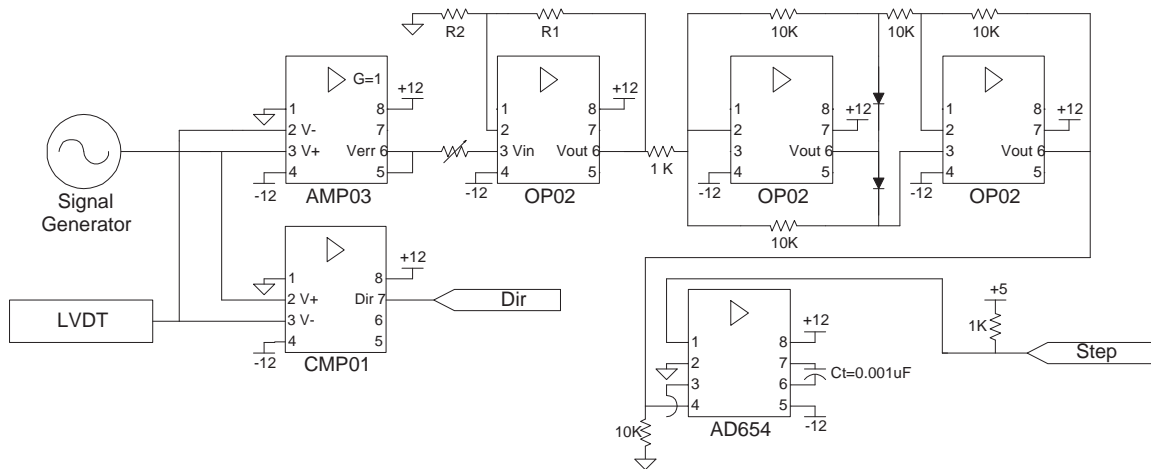 R2
R1
10K
10K
10K
G=1
+12
+12
+12
+12
1
2 V-
3 V+
4
8
7
Verr 6
5
1
2
3 Vin
4
8
7
Vout 6
5
1
2
3
4
8
7
Vout 6
5
1
2
3
4
8
7
Vout 6
5
1 K
-12
-12
-12
-12
AMP03
OP02
OP02
OP02
10K
Signal
Generator
+12
1
2 V+
3 V-
4
8
Dir 7
6
5
Dir
LVDT
-12
CMP01
+12
1
2
3
4
8
7
6
5
Ct=0.001uF
-12
+5
1K
Step
10K
AD654